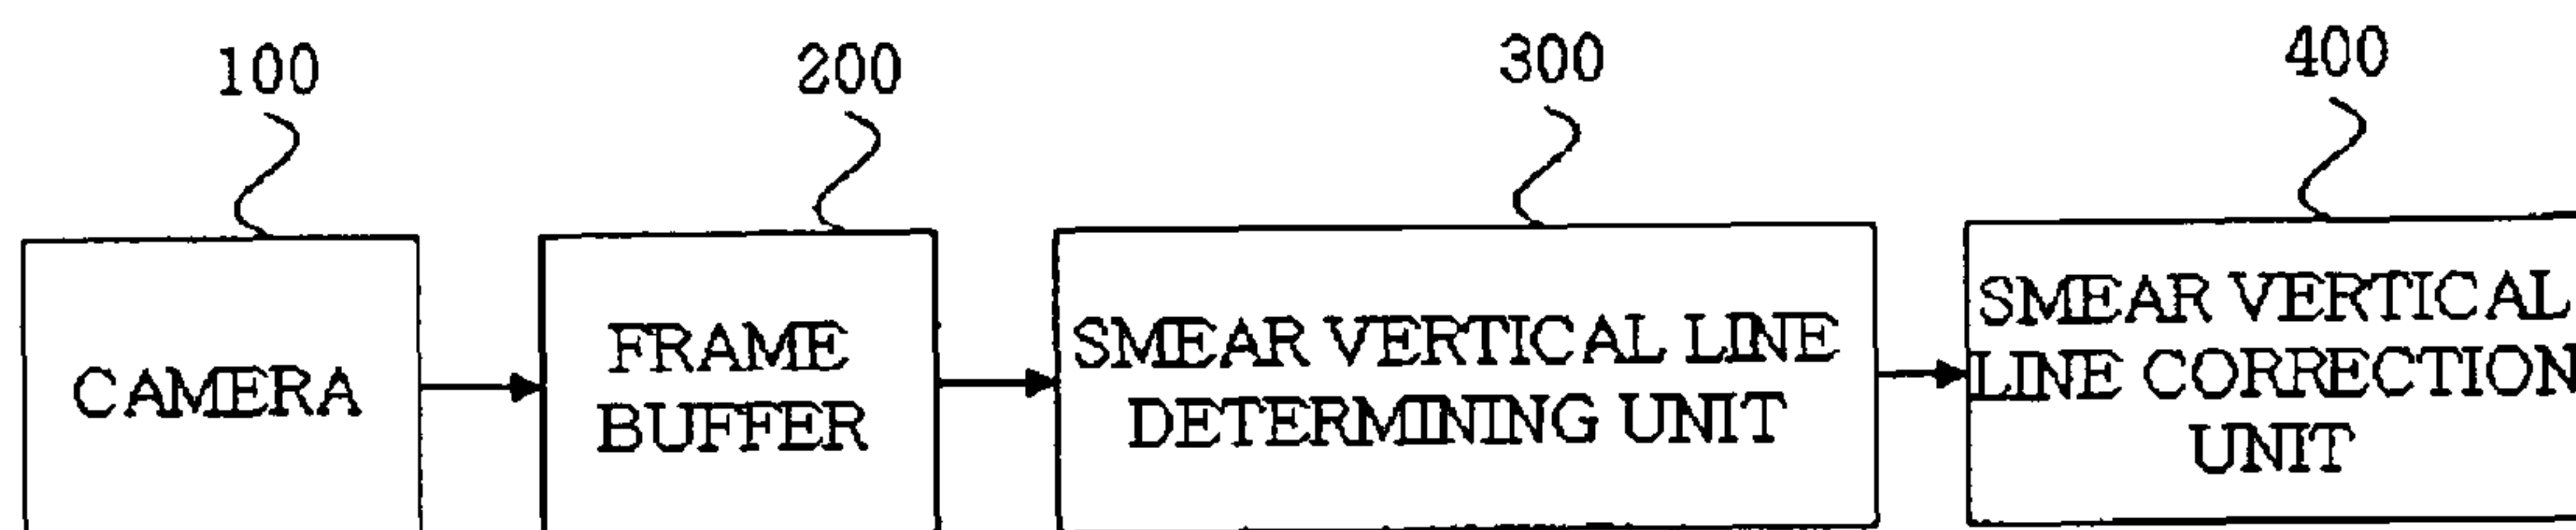 100
200
300
400
CAMERA
FRAME
BUFFER
SMEAR VERTICAL LINE
DETERMINING UNIT
SMEAR VERTICAL
LINE CORRECTION
UNIT